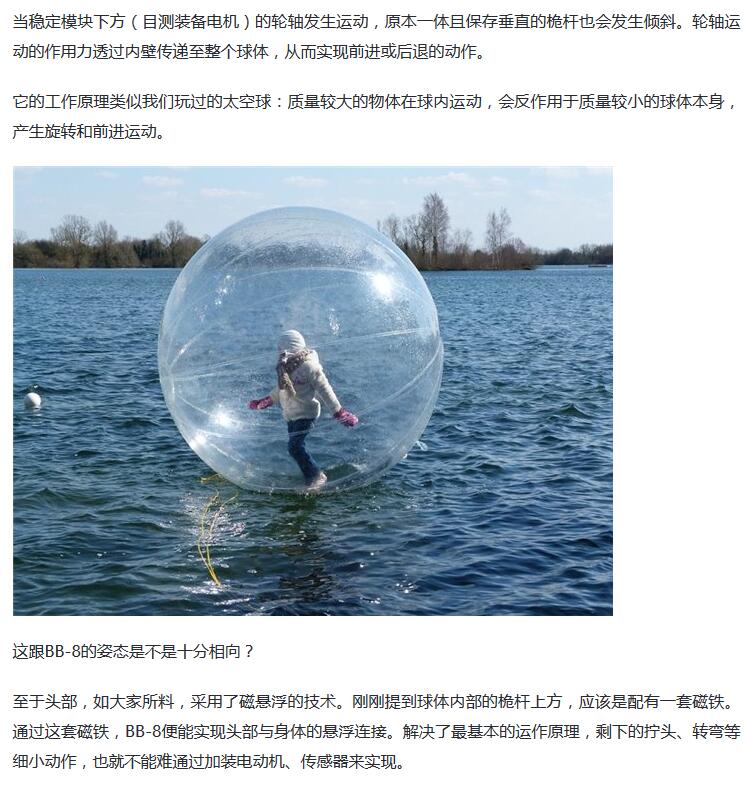 当稳定模块下方（目测装备电机）的轮轴发生运动，原本一体且保存垂直的桅杆也会发生倾斜。轮轴运
动的作用力透过内壁传递至整个球体，从而实现前进或后退的动作。
它的工作原理类似我们玩过的太空球：质量较大的物体在球内运动，会反作用于质量较小的球体本身，
产生旋转和前进运动。
这跟BB-8的姿态是不是十分相向？
至于头部，如大家所料，采用了磁悬浮的技术。刚刚提到球体内部的桅杆上方，应该是配有一套磁铁。
通过这套磁铁，BB-8便能实现头部与身体的悬浮连接。解决了最基本的运作原理，剩下的拧头、转弯等
细小动作，也就不能难通过加装电动机、传感器来实现。